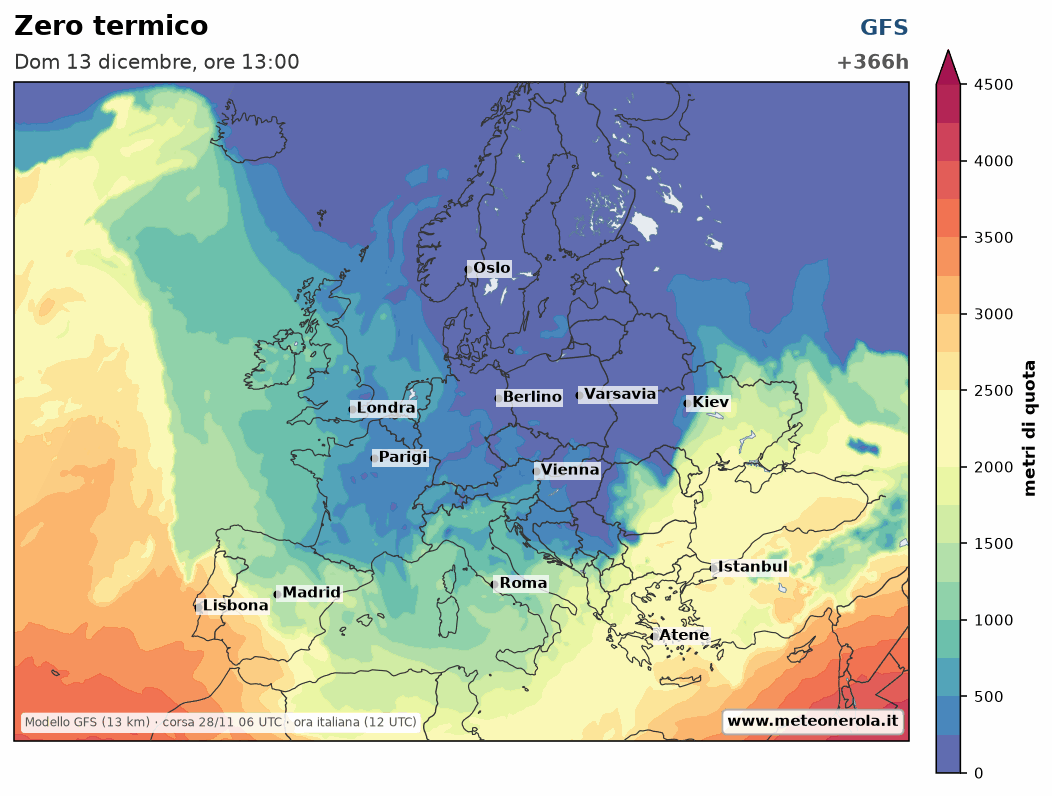 Zero termico
GFS
Dom 13 dicembre, ore 13:00
+366h
4500
4000
3500
3000
2500
2000
1500
1000
500
0
metri di quota
Oslo
Berlino
Varsavia
Kiev
Londra
Parigi
Vienna
Istanbul
Roma
Madrid
Lisbona
Atene
Modello GFS (13 km) · corsa 28/11 06 UTC · ora italiana (12 UTC)
www.meteonerola.it